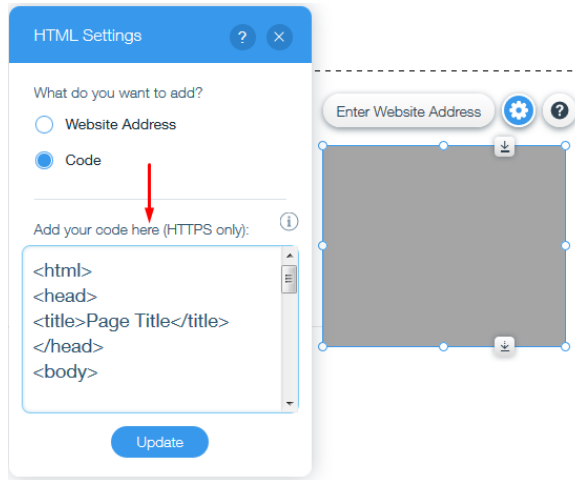 HTML Settings
?
What do you want to add?
Website Address
Code
Add your code here (HTTPS only):
i
<html>
<head>
<title>Page Title</title>
</head>
<body>
Update
Enter Website Address
?